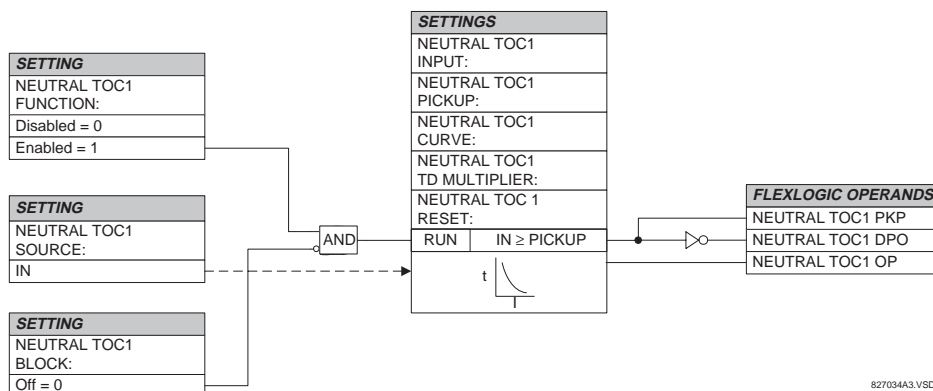 SETTING
NEUTRAL TOC1
FUNCTION:
Disabled = 0
Enabled = 1
SETTING
NEUTRAL TOC1
SOURCE:
IN
SETTING
NEUTRAL TOC1
BLOCK:
Off = 0
AND
SETTINGS
NEUTRAL TOC1
INPUT:
NEUTRAL TOC1
PICKUP:
NEUTRAL TOC1
CURVE:
NEUTRAL TOC1
TD MULTIPLIER:
NEUTRAL TOC 1
RESET:
RUN IN ≥ PICKUP
t
I
FLEXLOGIC OPERANDS
NEUTRAL TOC1 PKP
NEUTRAL TOC1 DPO
NEUTRAL TOC1 OP
827034A3.VSD